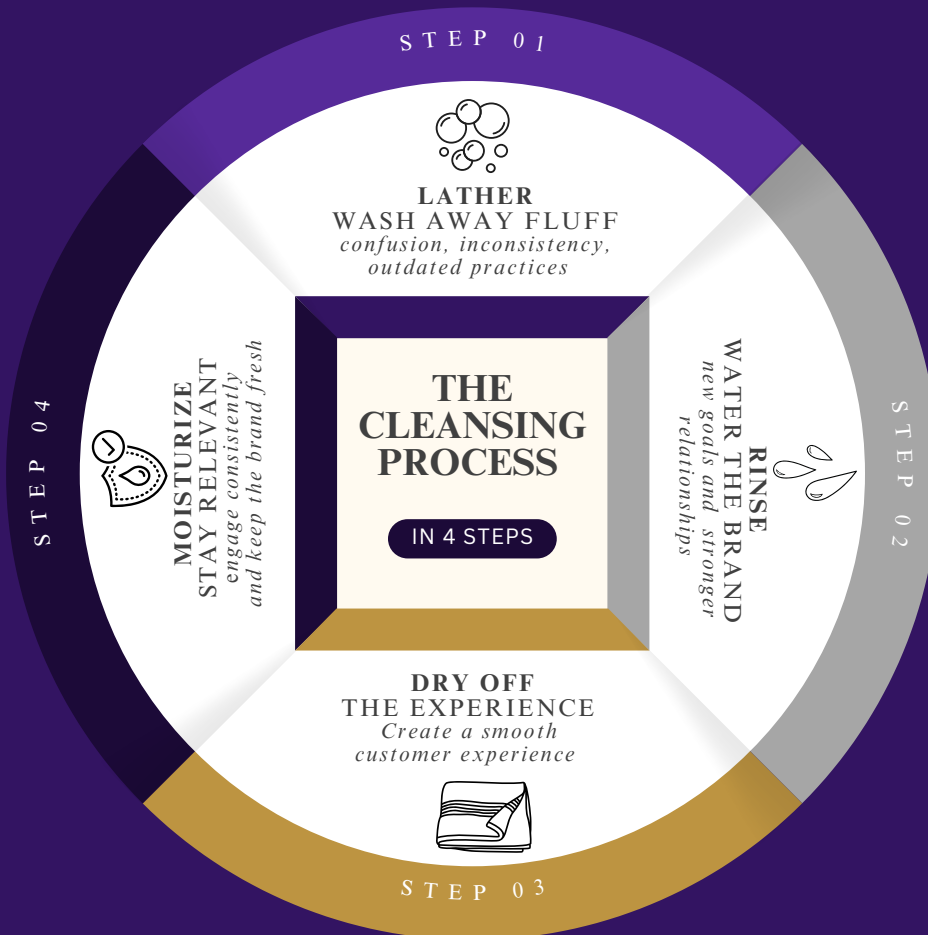 THE
CLEANSING
PROCESS
IN 4 STEPS
STEP 01
LATHER
WASH AWAY FLUFF
confusion, inconsistency,
outdated practices
STEP 02
RINSE
WATER THE BRAND
new goals and stronger
relationships
STEP 03
DRY OFF
THE EXPERIENCE
Create a smooth
customer experience
STEP 04
MOISTURIZE
STAY RELEVANT
engage consistently
and keep the brand fresh